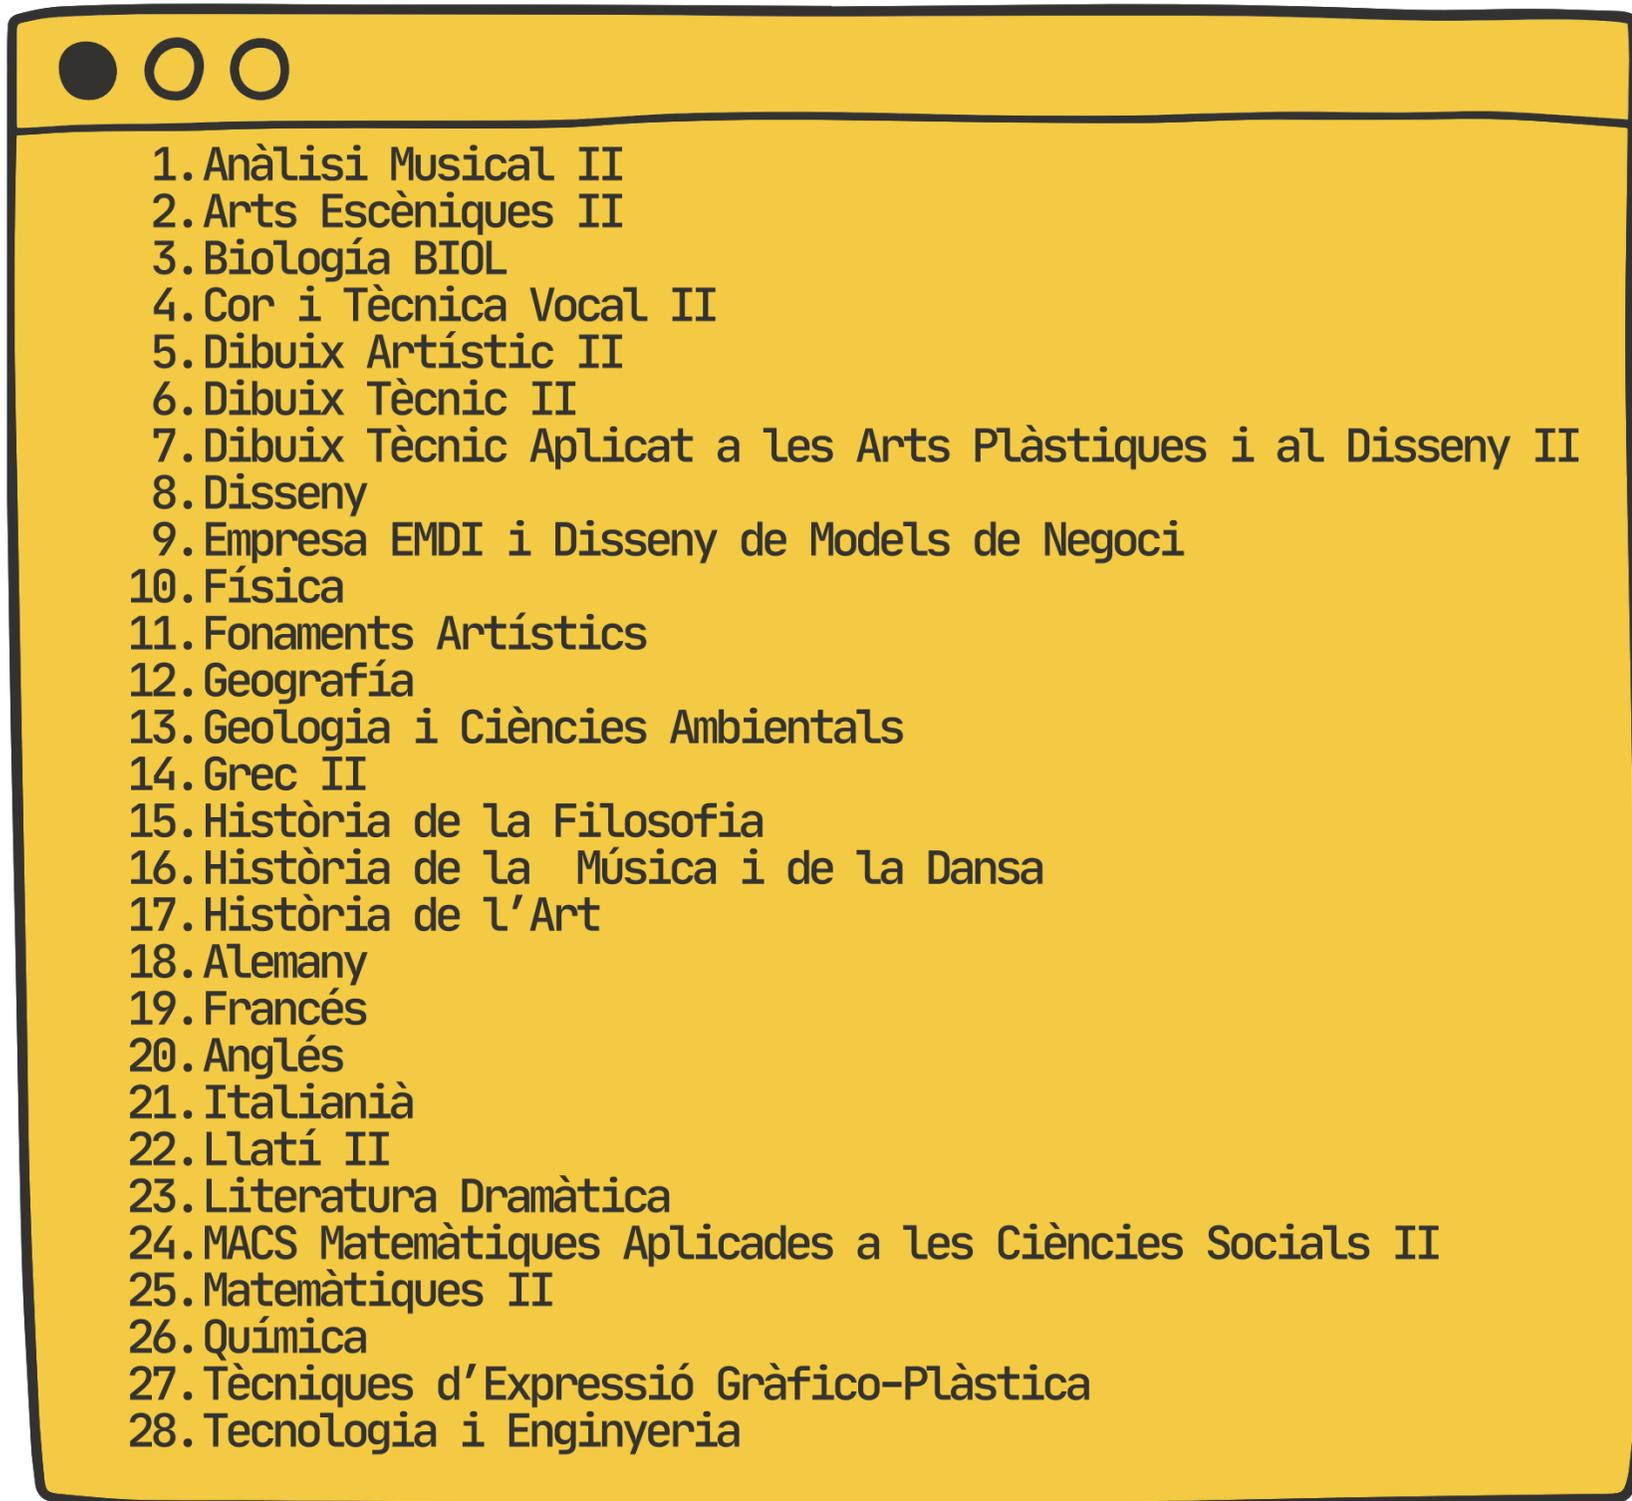 1. Anàlisi Musical II
2. Arts Escèniques II
3. Biología BIOL
4. Cor i Tècnica Vocal II
5. Dibuix Artístic II
6. Dibuix Tècnic II
7. Dibuix Tècnic Aplicat a les Arts Plàstiques i al Disseny II
8. Disseny
9. Empresa EMDI i Disseny de Models de Negoci
10. Física
11. Fonaments Artístics
12. Geografía
13. Geologia i Ciències Ambientals
14. Grec II
15. Història de la Filosofia
16. Història de la  Música i de la Dansa
17. Història de l’Art
18. Alemany
19. Francés
20. Anglés
21. Italianià
22. Llatí II
23. Literatura Dramàtica
24. MACS Matemàtiques Aplicades a les Ciències Socials II
25. Matemàtiques II
26. Química
27. Tècniques d’Expressió Gràfico-Plàstica
28. Tecnologia i Enginyeria